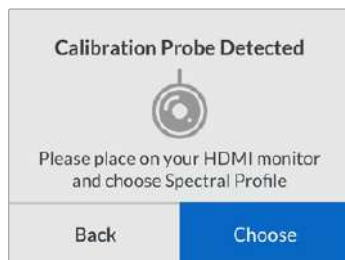 Calibration Probe Detected
Please place on your HDMI monitor
and choose Spectral Profile
Back
Choose